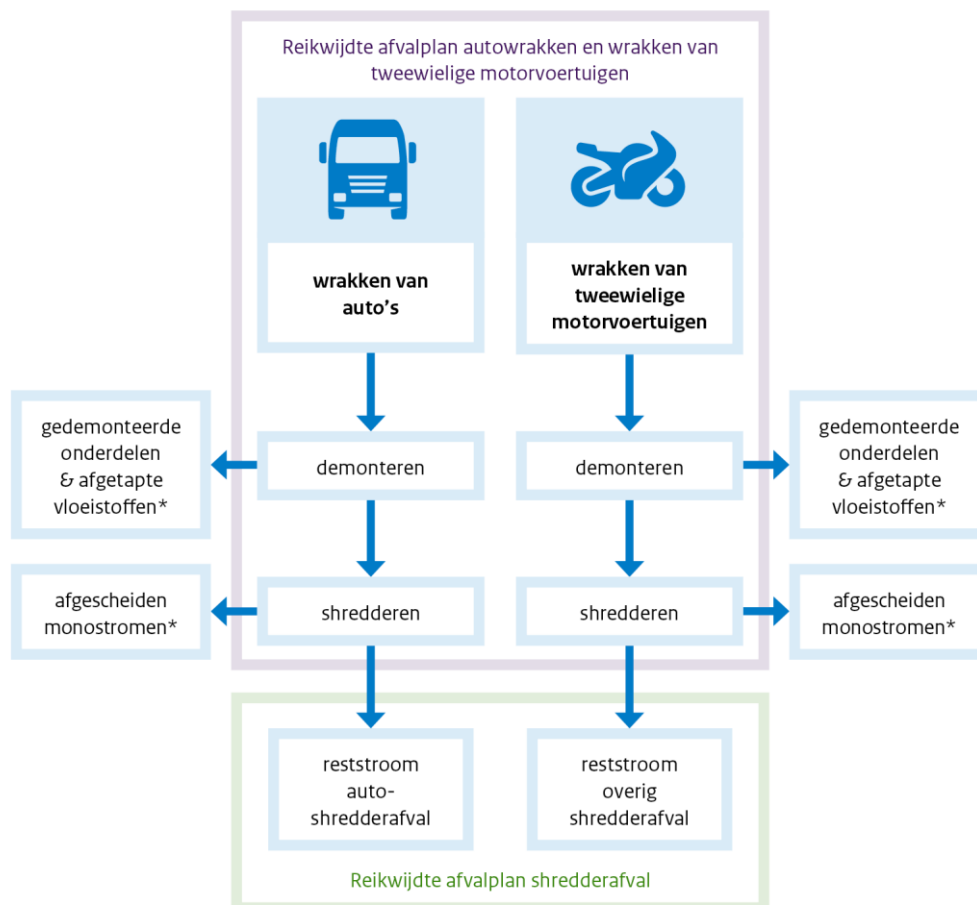 Reikwijdte afvalplan autowrakken en wrakken van
tweewielige motorvoertuigen
wrakken van
auto’s
wrakken van
tweewielige
motorvoertuigen
gedemonteerde
onderdelen
& afgetapte
vloeistoffen*
demonteren
demonteren
gedemonteerde
onderdelen
& afgetapte
vloeistoffen*
afgescheiden
monostromen*
shredderen
shredderen
afgescheiden
monostromen*
reststroom
auto-
shredderafval
reststroom
overig
shredderafval
Reikwijdte afvalplan shredderafval